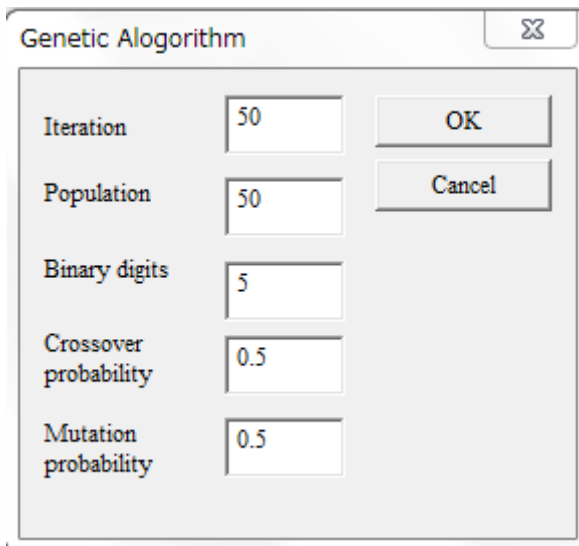 Genetic Alogorithm
Iteration 50 OK
Population 50 Cancel
Binary digits 5
Crossover
probability 0.5
Mutation
probability 0.5